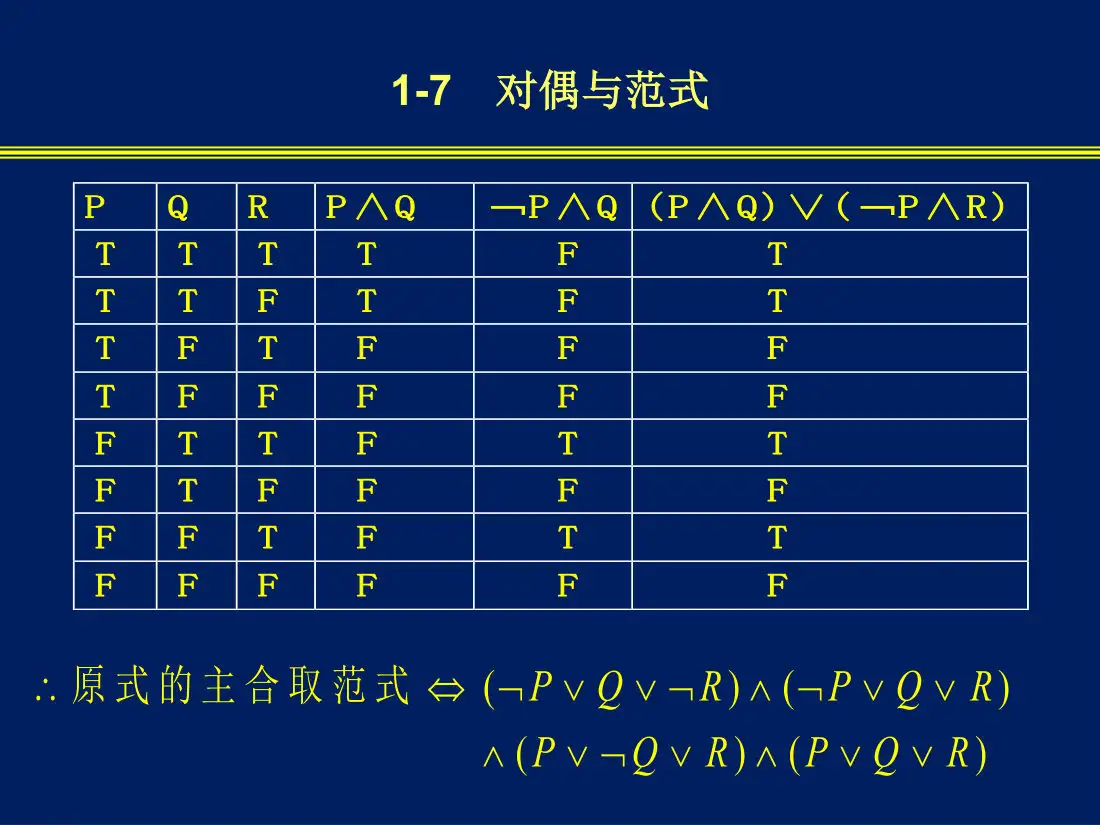 1-7 对偶与范式
P Q R P∧Q ¬P∧Q (P∧Q)∨(¬P∧R)
T T T T F T
T T F T F T
T F T F F F
T F F F F F
F T T F T T
F T F F F F
F F T F T T
F F F F F F
∴原式的主合取范式⇔(¬P∨Q∨¬R)∧(¬P∨Q∨R)
∧(P∨¬Q∨R)∧(P∨Q∨R)